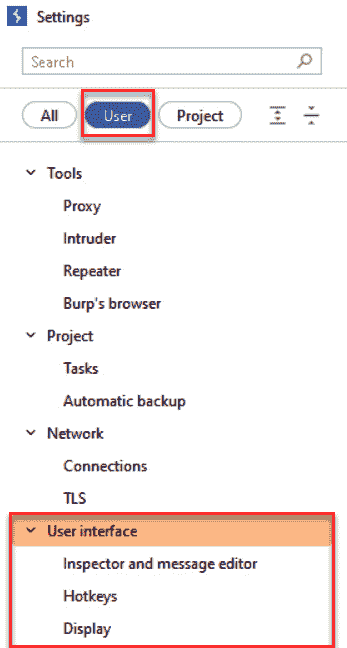 Settings
Search
All User Project
Tools
Proxy
Intruder
Repeater
Burp's browser
Project
Tasks
Automatic backup
Network
Connections
TLS
User interface
Inspector and message editor
Hotkeys
Display